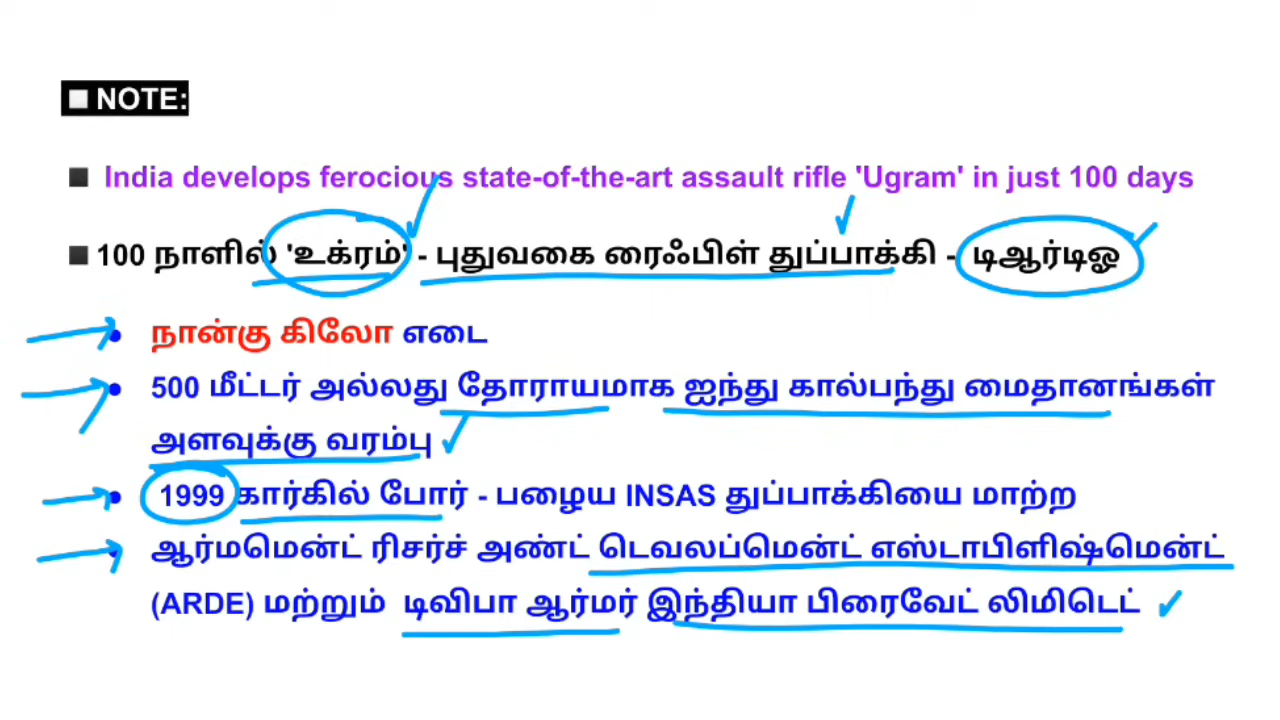 NOTE:
India develops ferocious state-of-the-art assault rifle 'Ugram' in just 100 days
100 நாளில் 'உக்ரம்' - புதுவகை ரைஃபிள் துப்பாக்கி - டிஆர்டிஓ
நான்கு கிலோ எடை
500 மீட்டர் அல்லது தோராயமாக ஐந்து கால்பந்து மைதானங்கள்
அளவுக்கு வரம்பு
1999 கார்கில் போர் - பழைய INSAS துப்பாக்கியை மாற்ற
ஆர்மமென்ட் ரிசர்ச் அண்ட் டெவலப்மென்ட் எஸ்டாபிளிஷ்மென்ட்
(ARDE) மற்றும் டிவிபா ஆர்மர் இந்தியா பிரைவேட் லிமிடெட்